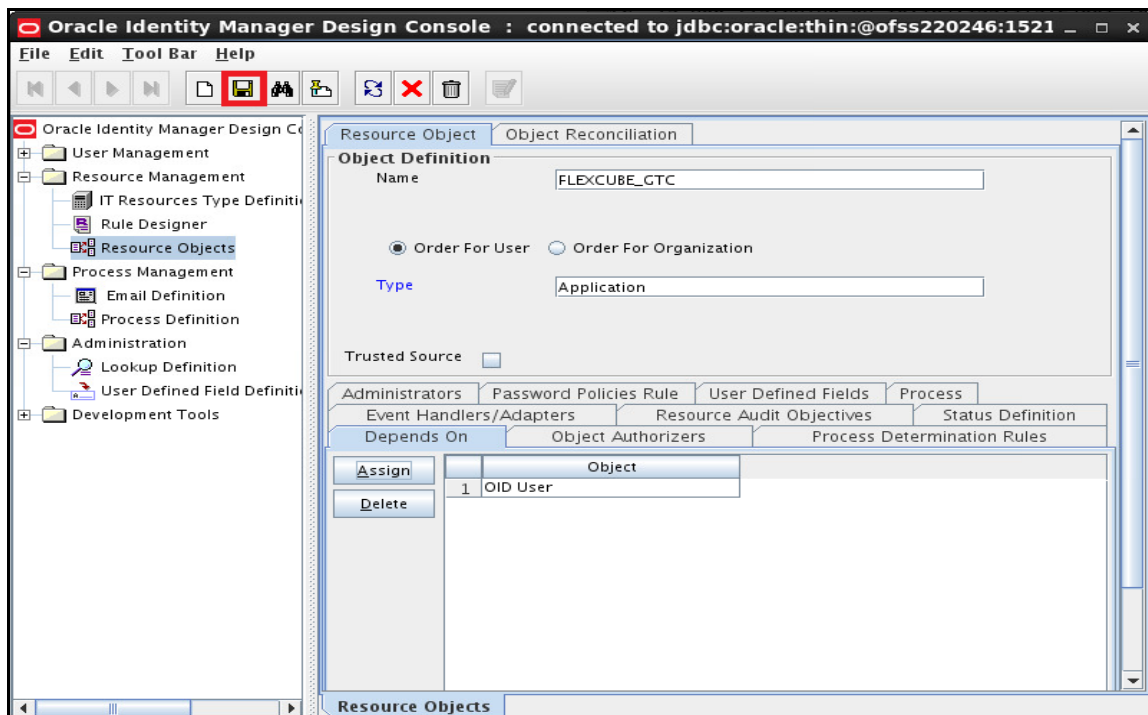 Oracle Identity Manager Design Console : connected to jdbc:oracle:thin:@ofss220246:1521
File Edit Tool Bar Help
Oracle Identity Manager Design Co
User Management
Resource Management
IT Resources Type Definiti
Rule Designer
Resource Objects
Process Management
Email Definition
Process Definition
Administration
Lookup Definition
User Defined Field Definiti
Development Tools
Resource Object Object Reconciliation
Object Definition
Name FLEXCUBE_GTC
Order For User Order For Organization
Type Application
Trusted Source
Administrators Password Policies Rule User Defined Fields Process
Event Handlers/Adapters Resource Audit Objectives Status Definition
Depends On Object Authorizers Process Determination Rules
Assign Object
1 OID User
Delete
Resource Objects